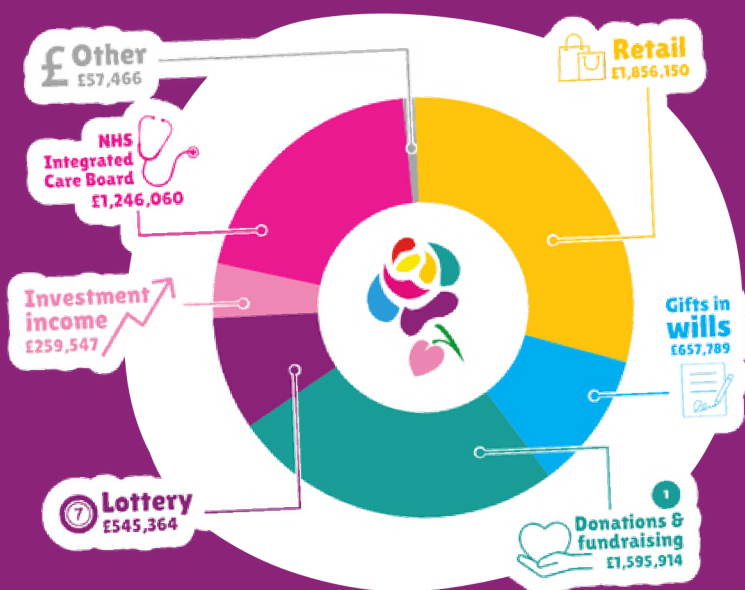 £ Other
£57,466
Retail
£1,856,150
NHS
Integrated
Care Board
£1,246,060
Investment
income
£259,547
Gifts in
wills
£657,789
7 Lottery
£545,364
1
Donations &
fundraising
£1,595,914